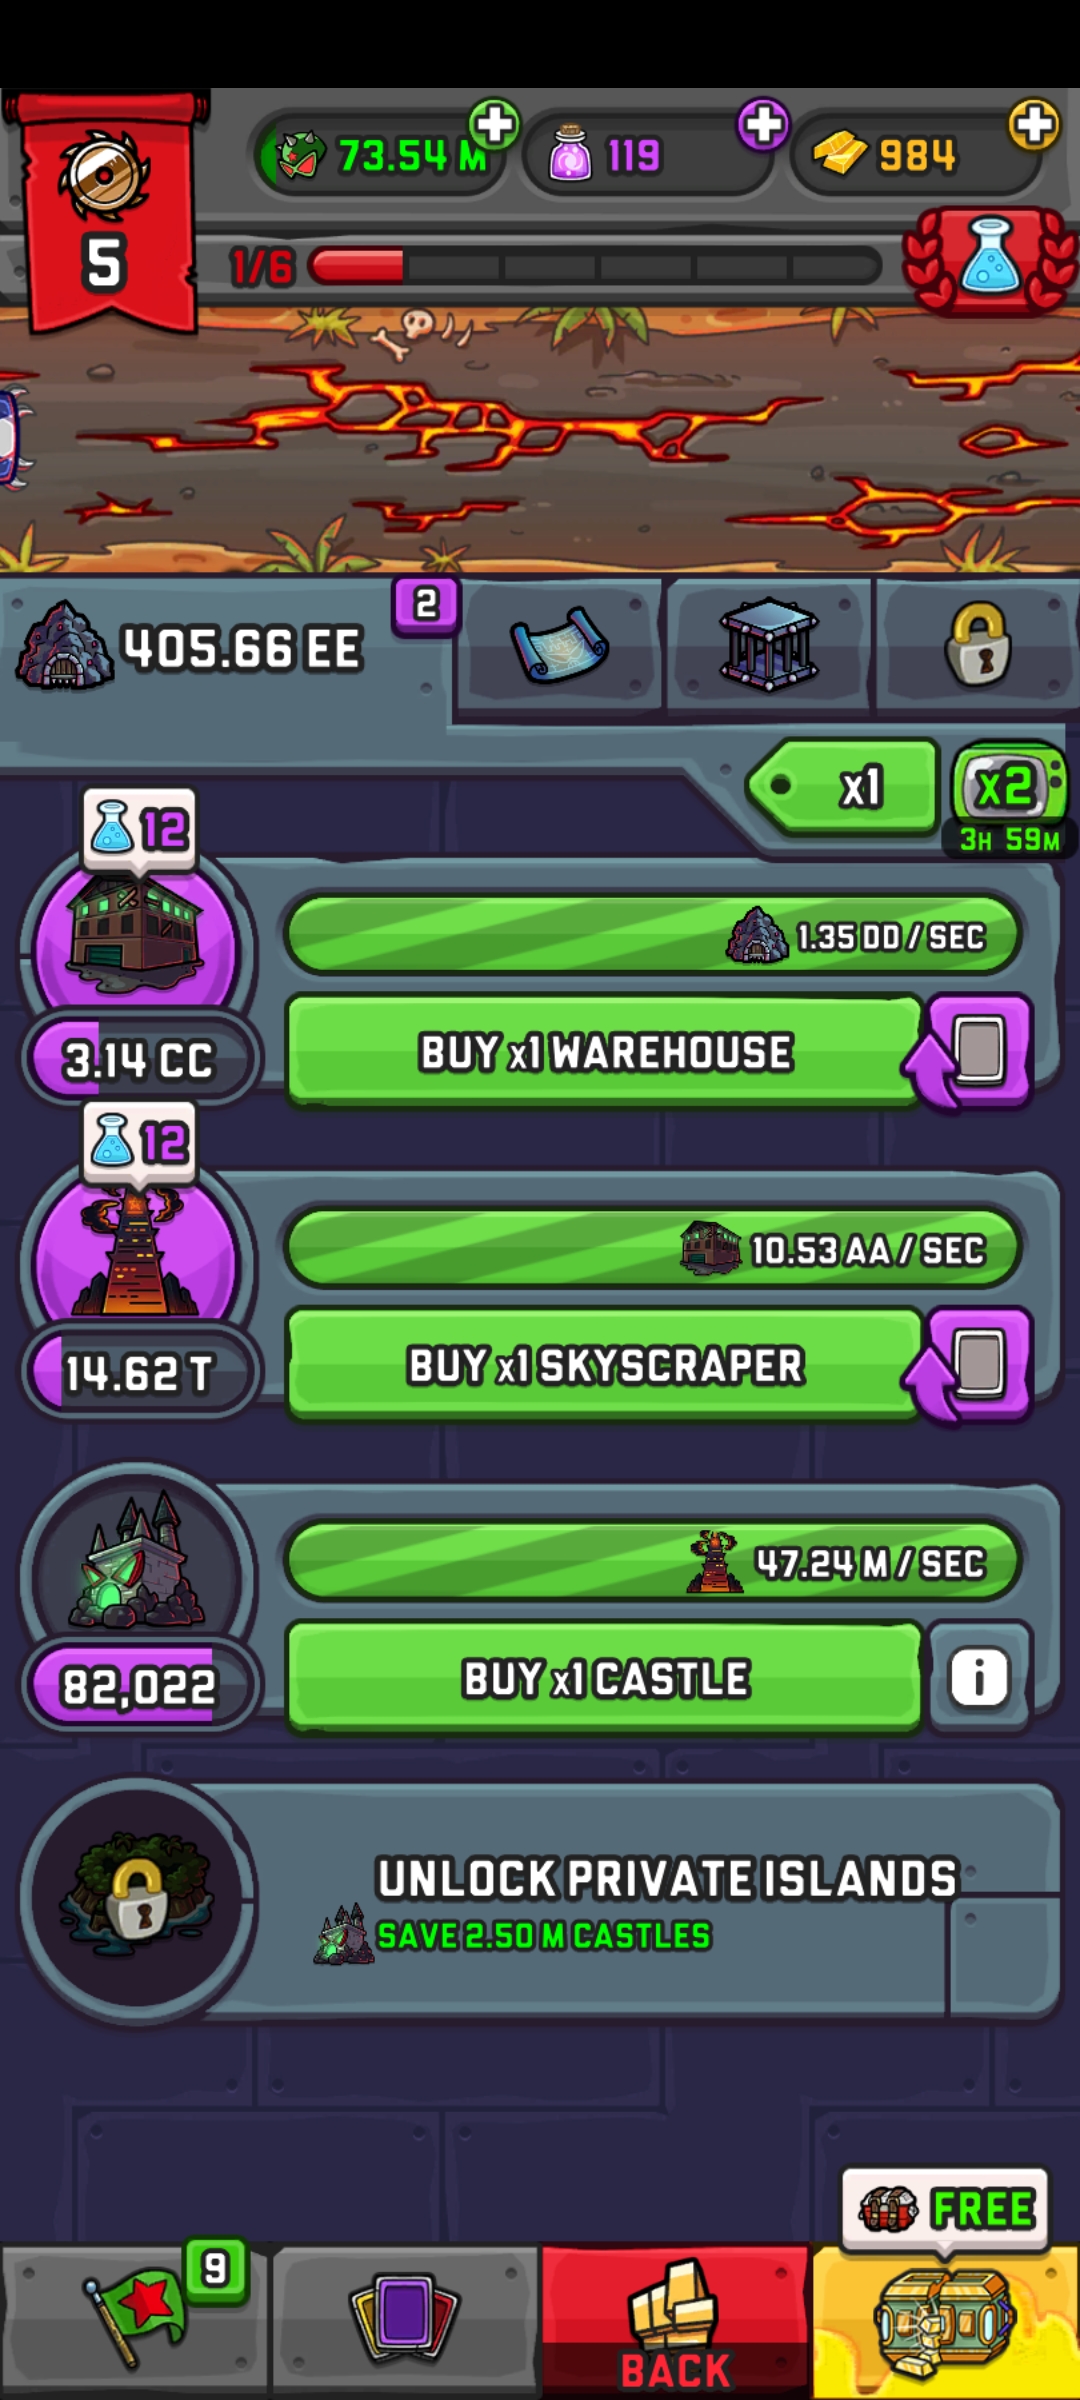 73.54 M
119
984
5
1/6
405.66 EE
2
x1
x2
3H 59M
12
1.35 DD / SEC
3.14 CC
BUY x1 WAREHOUSE
12
10.53 AA / SEC
14.62 T
BUY x1 SKYSCRAPER
47.24 M / SEC
82,022
BUY x1 CASTLE
i
UNLOCK PRIVATE ISLANDS
SAVE 2.50 M CASTLES
FREE
9
BACK